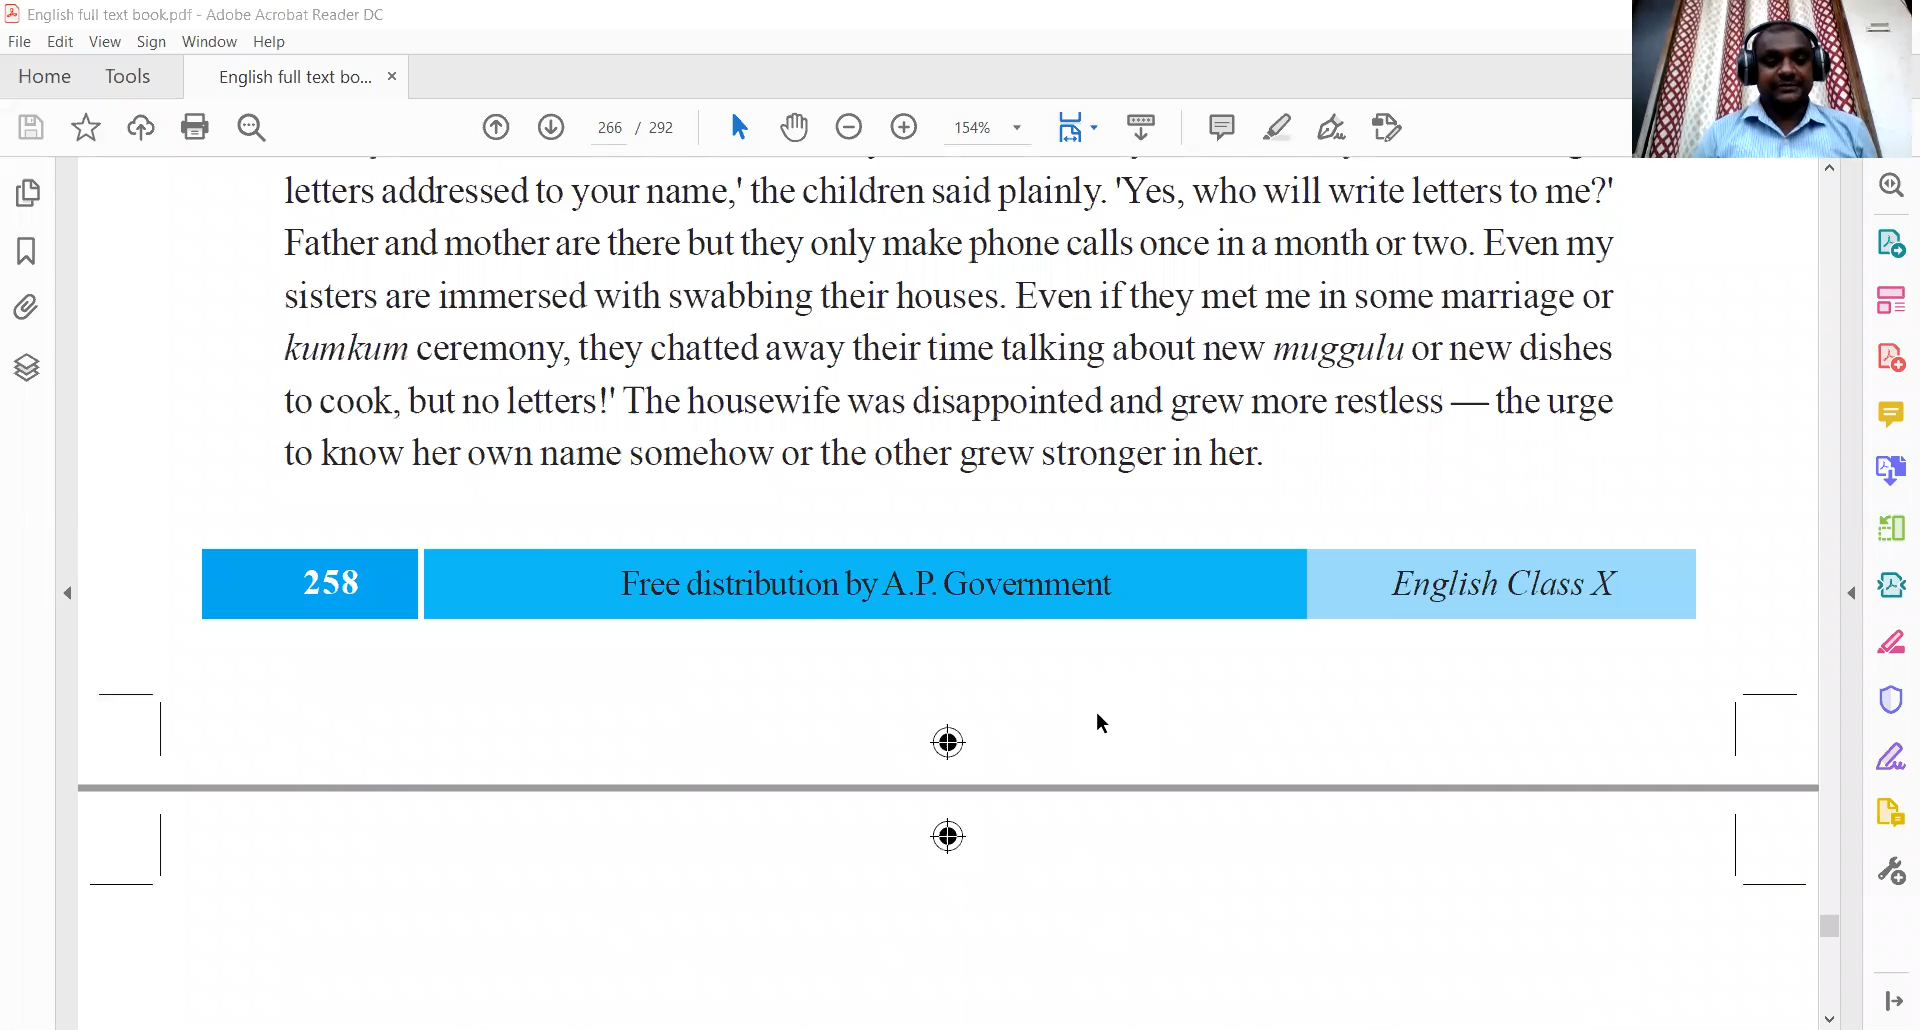 English full text book.pdf - Adobe Acrobat Reader DC
File Edit View Sign Window Help
Home Tools English full text bo... ×
266 / 292 154%
letters addressed to your name,' the children said plainly. 'Yes, who will write letters to me?'
Father and mother are there but they only make phone calls once in a month or two. Even my
sisters are immersed with swabbing their houses. Even if they met me in some marriage or
kumkum ceremony, they chatted away their time talking about new muggulu or new dishes
to cook, but no letters!' The housewife was disappointed and grew more restless — the urge
to know her own name somehow or the other grew stronger in her.
258 Free distribution by A.P. Government English Class X